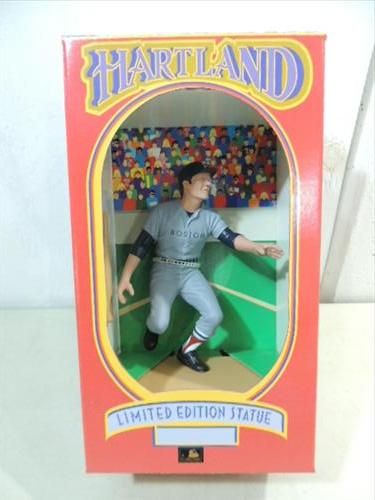 HARTLAND
BOSTON
LIMITED EDITION STATUE